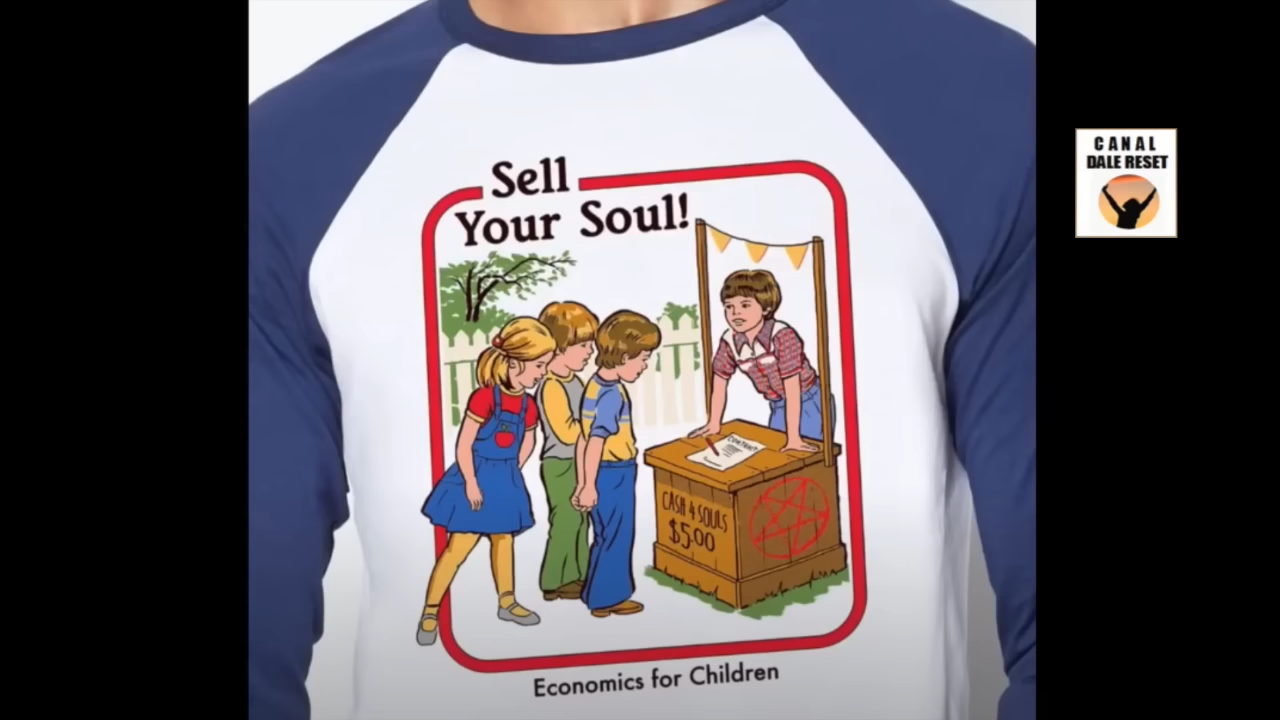 Sell
Your Soul!
CONTRACT
CASH 4 SOULS
$5.00
Economics for Children
CANAL
DALE RESET